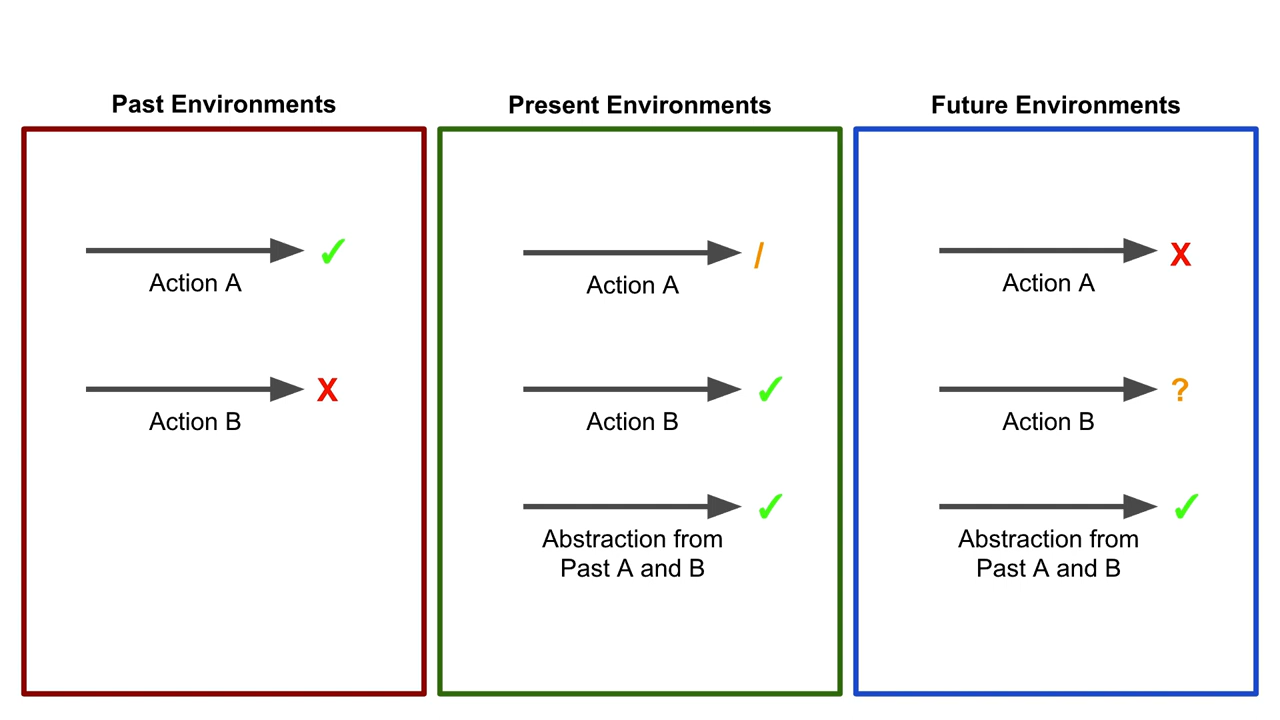 Past Environments
Present Environments
Future Environments
✓
Action A
X
Action B
/
Action A
✓
Action B
✓
Abstraction from
Past A and B
X
Action A
?
Action B
✓
Abstraction from
Past A and B